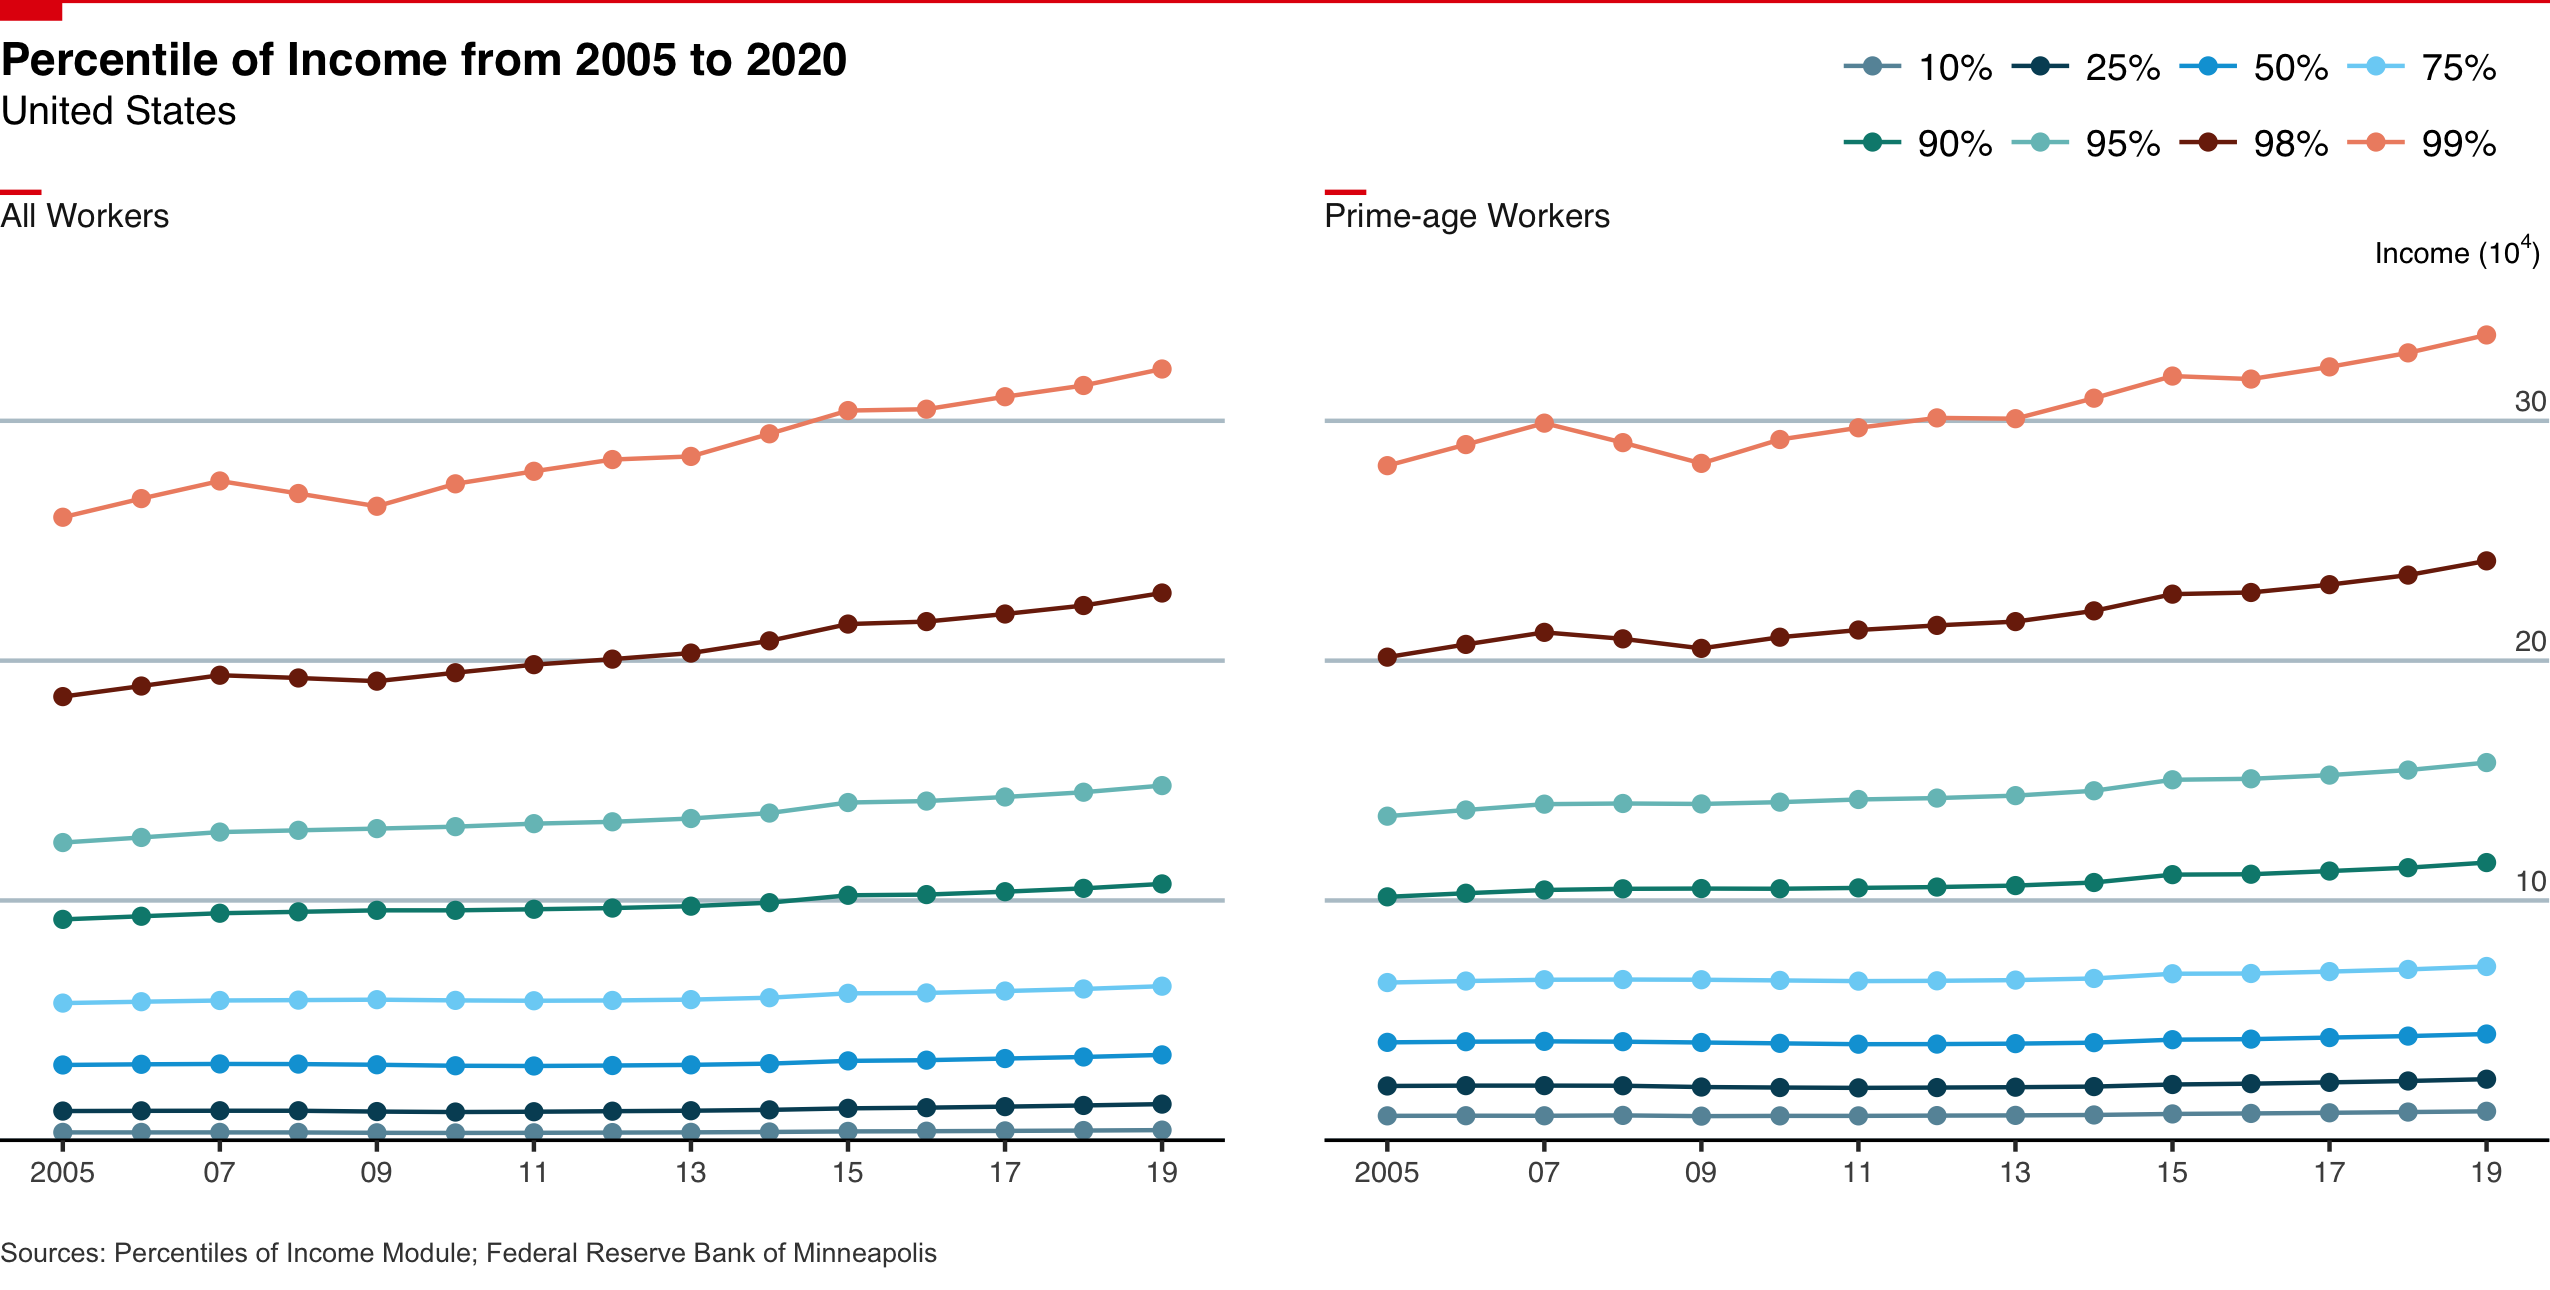 Percentile of Income from 2005 to 2020
United States
10% 25% 50% 75%
90% 95% 98% 99%
All Workers
Prime-age Workers
Income (10⁴)
30
20
10
2005 07 09 11 13 15 17 19
2005 07 09 11 13 15 17 19
Sources: Percentiles of Income Module; Federal Reserve Bank of Minneapolis